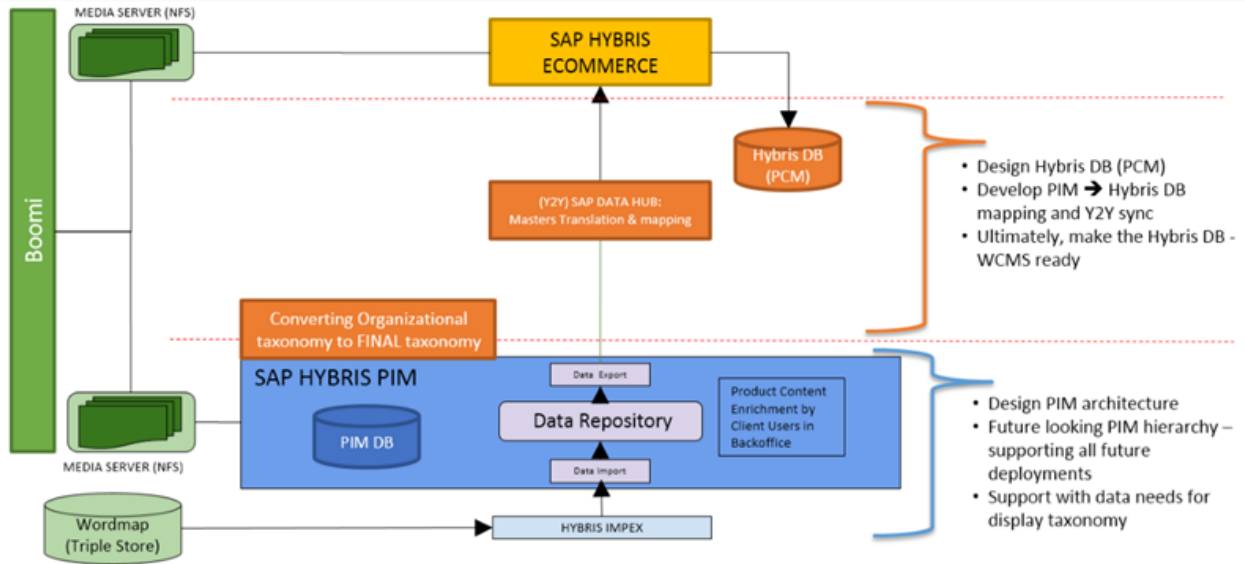 MEDIA SERVER (NFS)
SAP HYBRIS
ECOMMERCE
Hybris DB
(PCM)
(Y2Y) SAP DATA HUB:
Masters Translation & mapping
• Design Hybris DB (PCM)
• Develop PIM ➔ Hybris DB
mapping and Y2Y sync
• Ultimately, make the Hybris DB -
WCMS ready
Boomi
Converting Organizational
taxonomy to FINAL taxonomy
SAP HYBRIS PIM
PIM DB
Data Export
Data Repository
Data Import
Product Content
Enrichment by
Client Users in
Backoffice
• Design PIM architecture
• Future looking PIM hierarchy –
supporting all future
deployments
• Support with data needs for
display taxonomy
MEDIA SERVER (NFS)
Wordmap
(Triple Store)
HYBRIS IMPEX